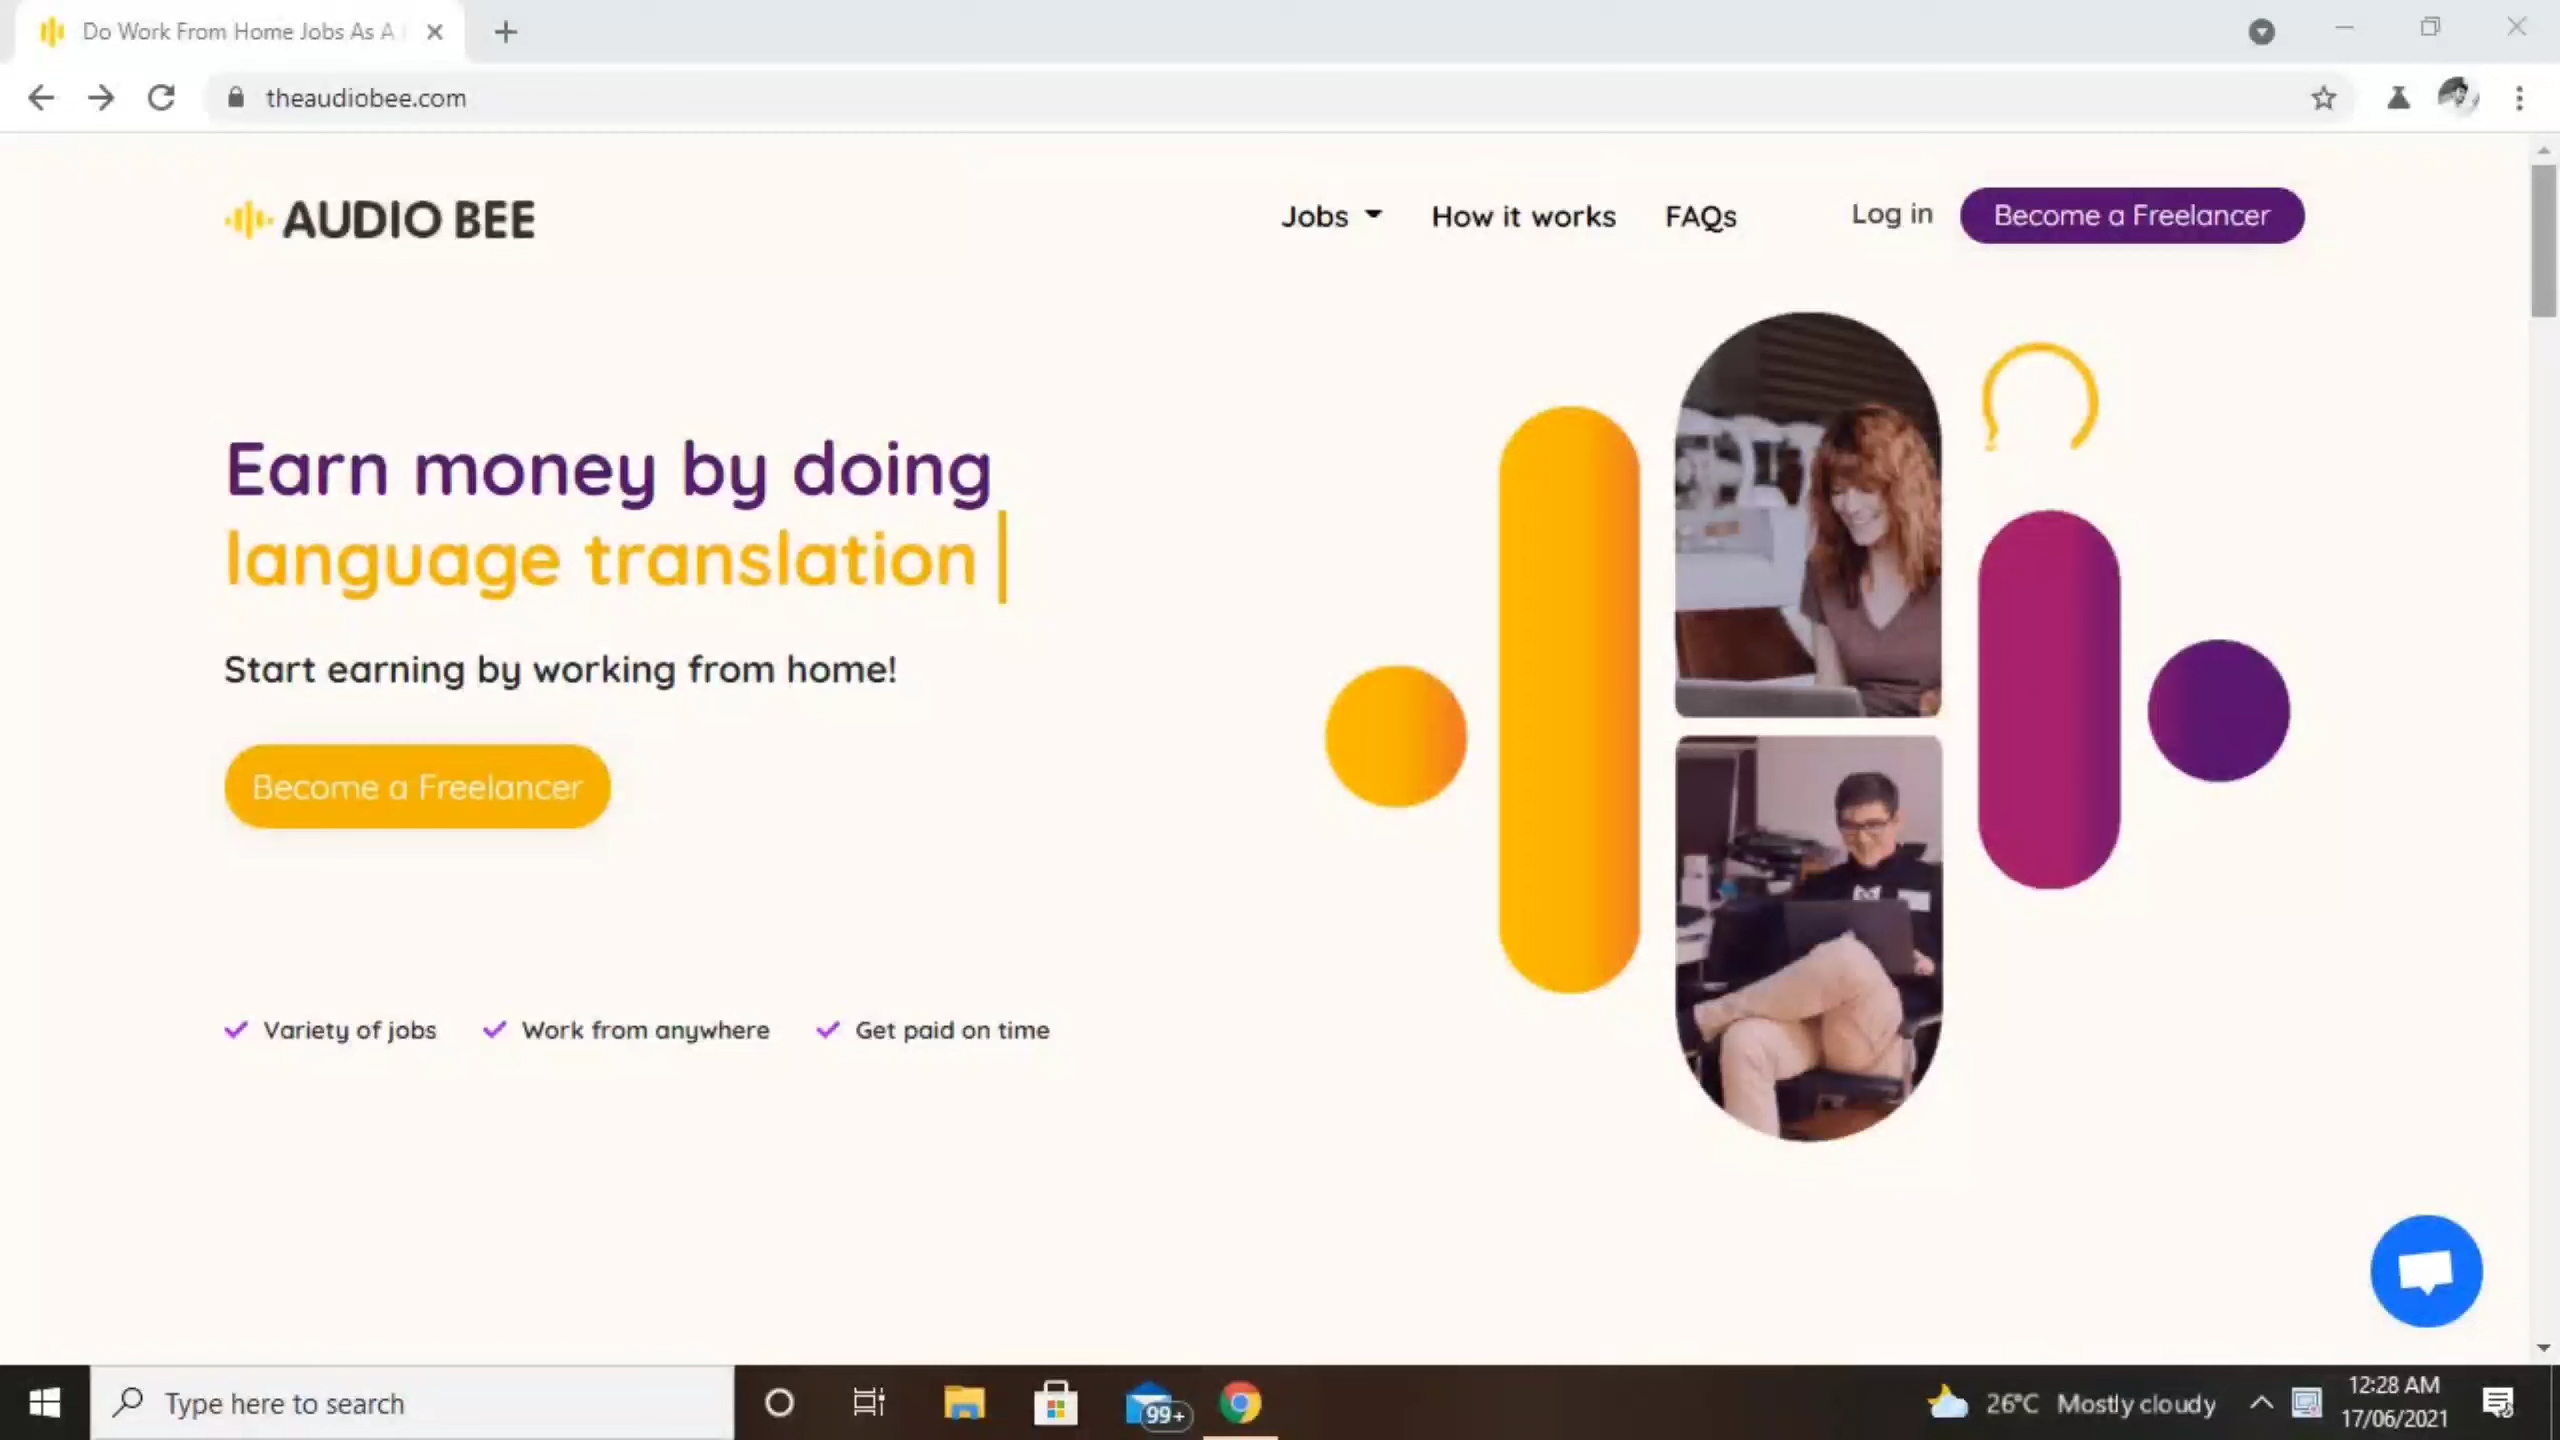 Do Work From Home Jobs As A
theaudiobee.com
AUDIO BEE
Jobs
How it works
FAQs
Log in
Become a Freelancer
Earn money by doing
language translation
Start earning by working from home!
Become a Freelancer
Variety of jobs
Work from anywhere
Get paid on time
Type here to search
99+
26°C Mostly cloudy
12:28 AM
17/06/2021